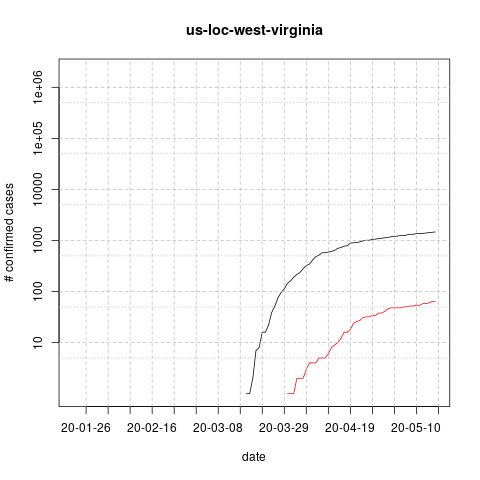 us-loc-west-virginia
# confirmed cases
1e+06
1e+05
10000
1000
100
10
20-01-26 20-02-16 20-03-08 20-03-29 20-04-19 20-05-10
date